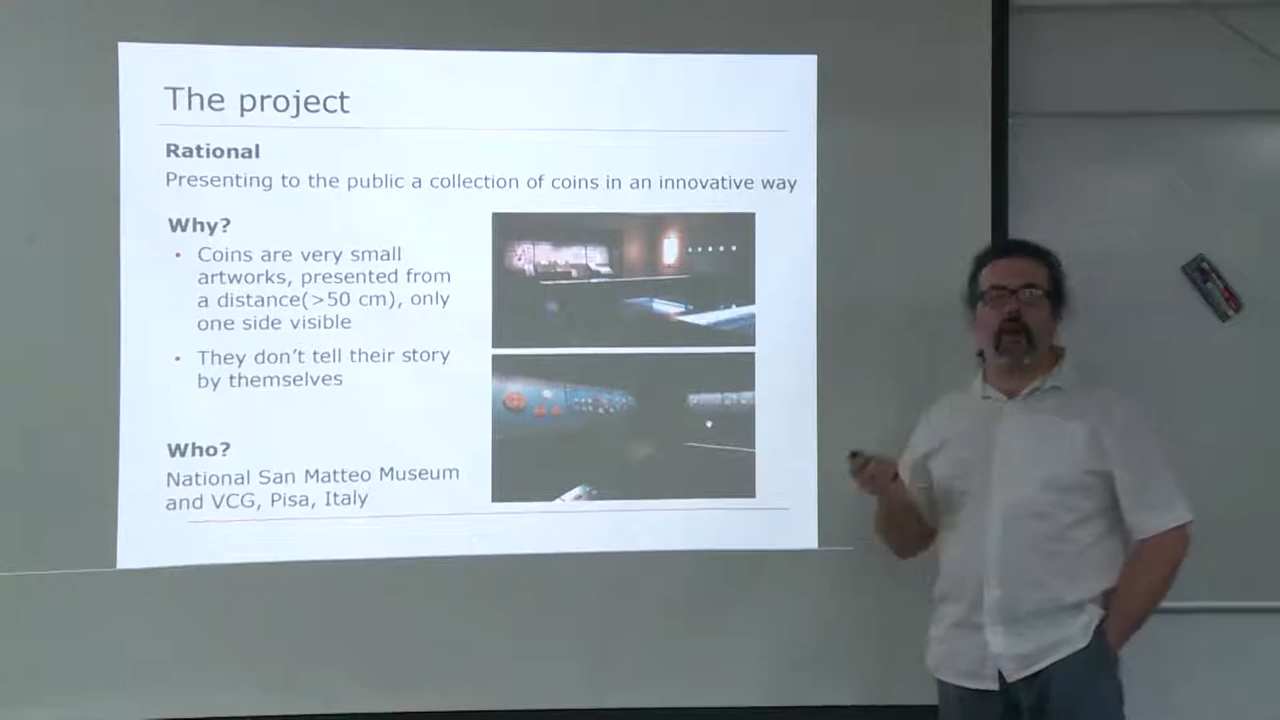 The project
Rational
Presenting to the public a collection of coins in an innovative way
Why?
• Coins are very small
artworks, presented from
a distance(>50 cm), only
one side visible
• They don't tell their story
by themselves
Who?
National San Matteo Museum
and VCG, Pisa, Italy